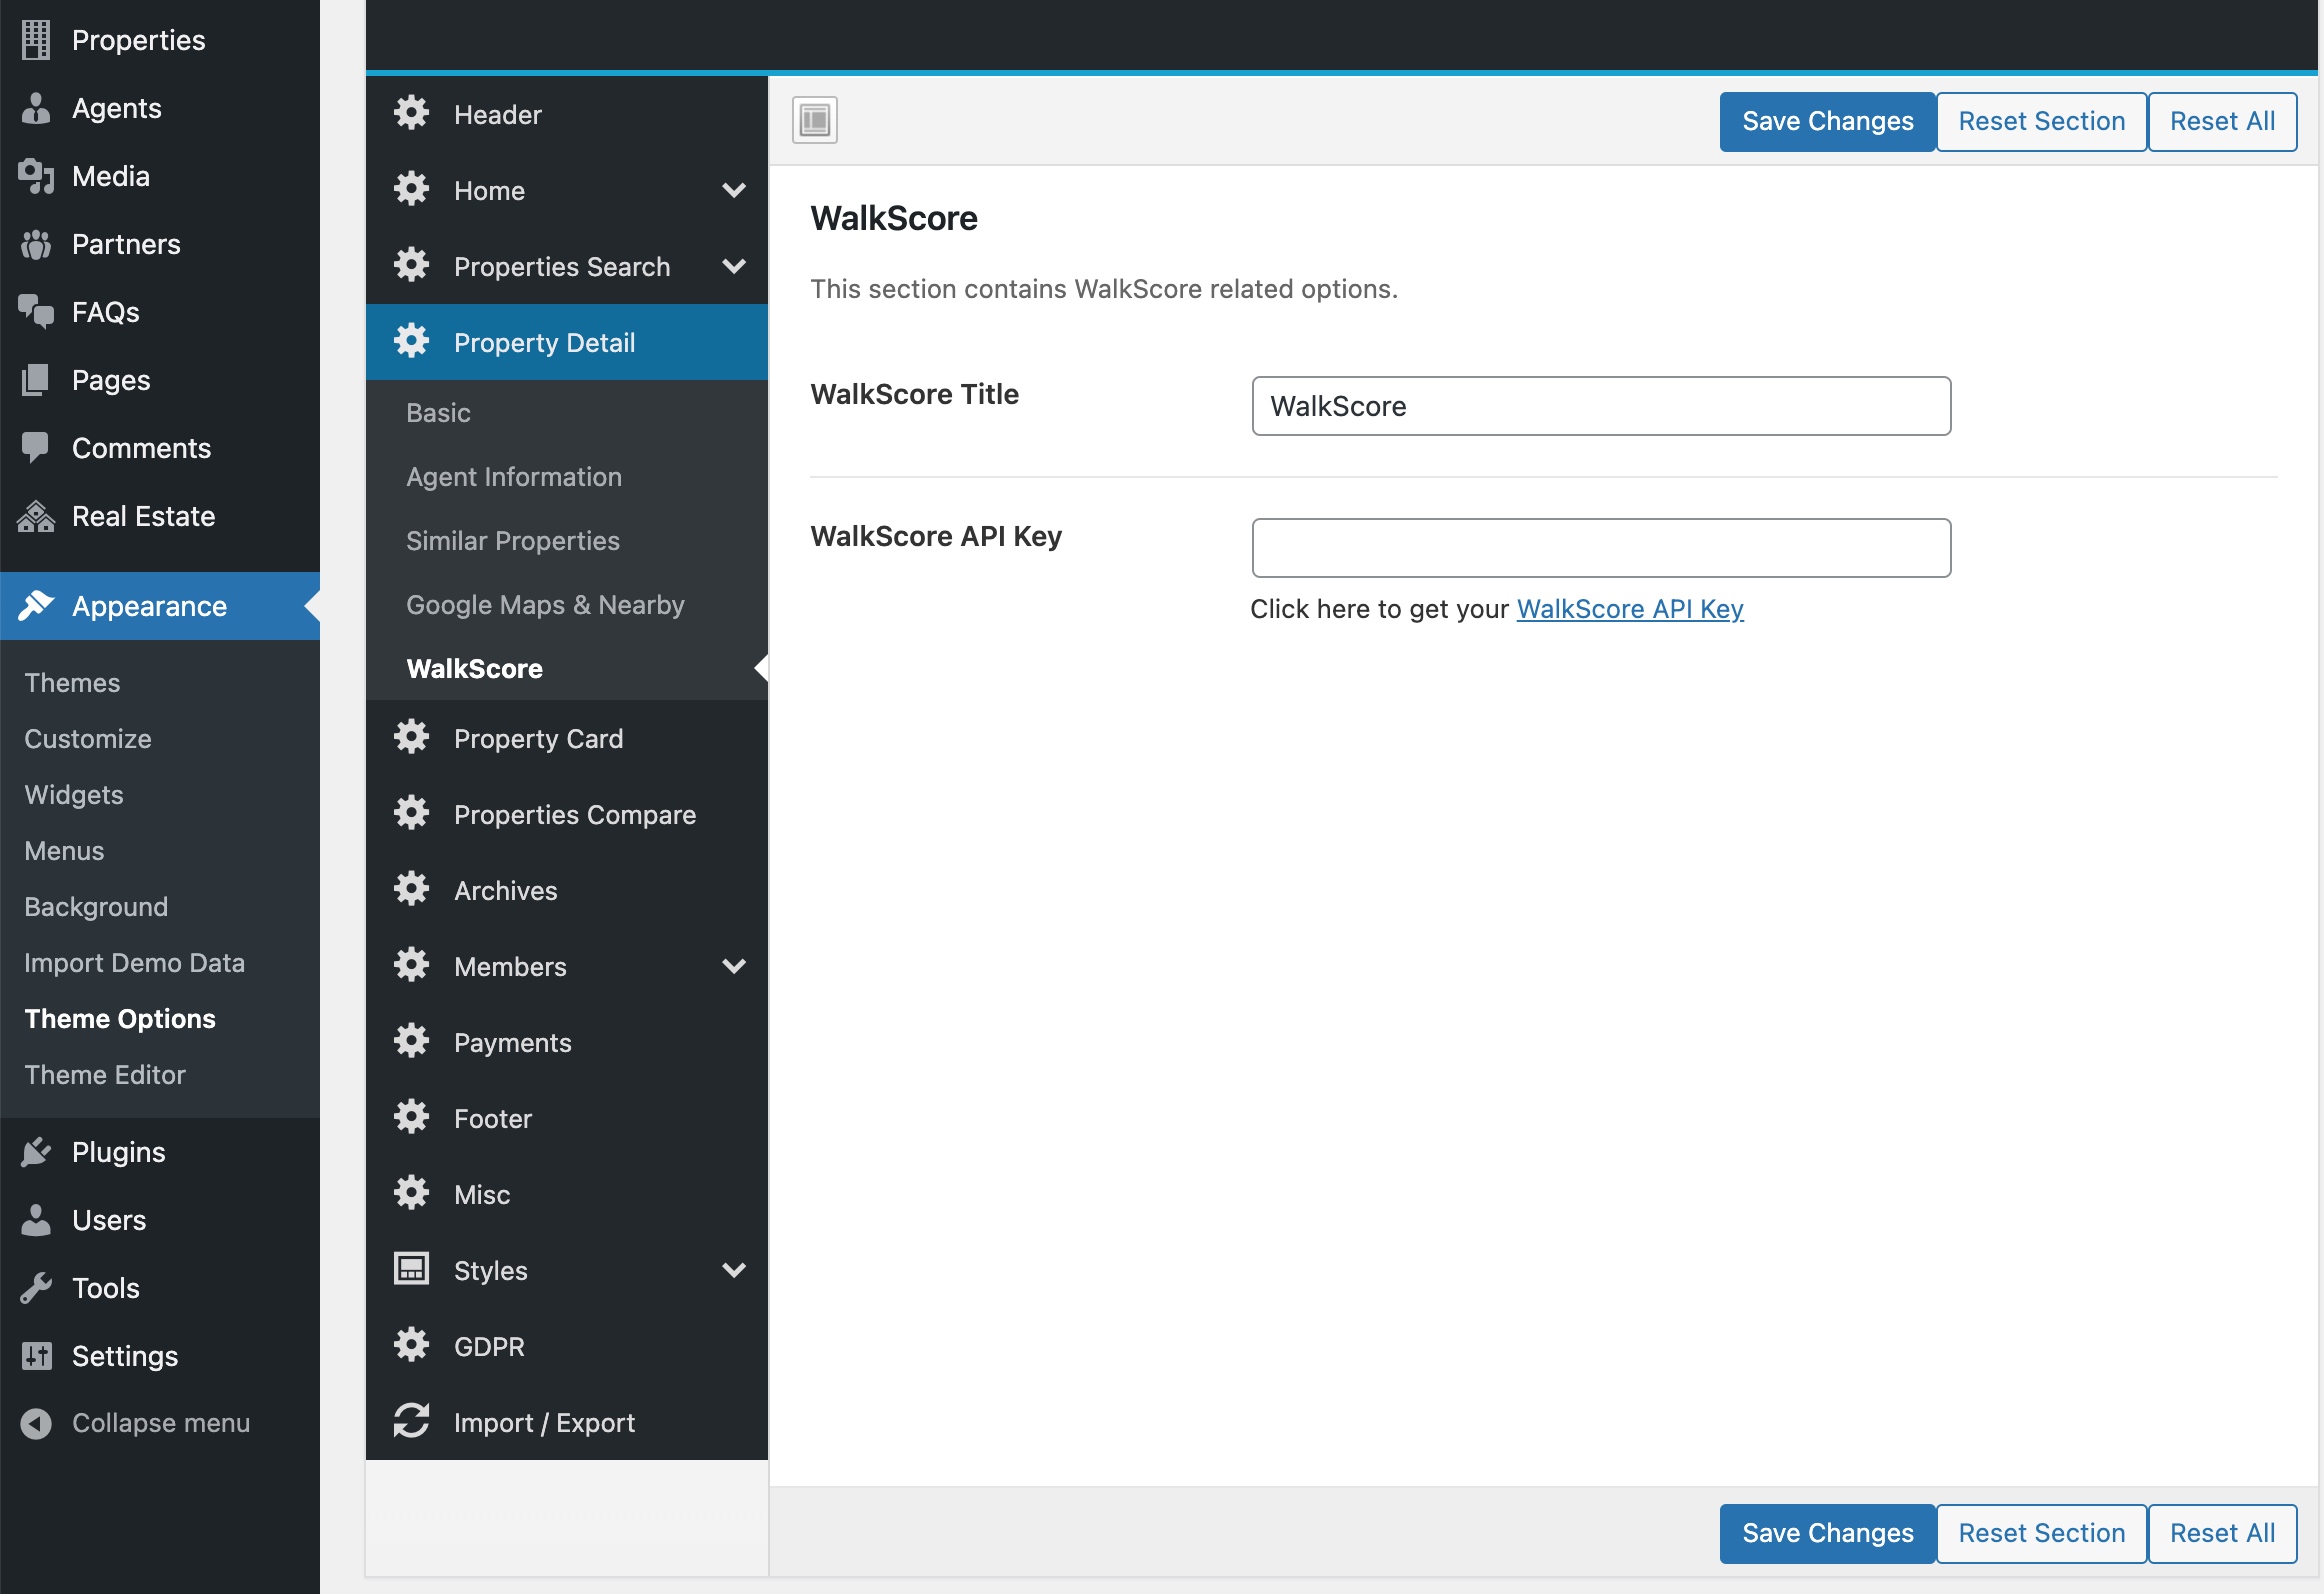 Properties
Agents
Media
Partners
FAQs
Pages
Comments
Real Estate
Appearance
Themes
Customize
Widgets
Menus
Background
Import Demo Data
Theme Options
Theme Editor
Plugins
Users
Tools
Settings
Collapse menu
Header
Home
Properties Search
Property Detail
Basic
Agent Information
Similar Properties
Google Maps & Nearby
WalkScore
Property Card
Properties Compare
Archives
Members
Payments
Footer
Misc
Styles
GDPR
Import / Export
Save Changes Reset Section Reset All
WalkScore
This section contains WalkScore related options.
WalkScore Title WalkScore
WalkScore API Key
Click here to get your WalkScore API Key
Save Changes Reset Section Reset All